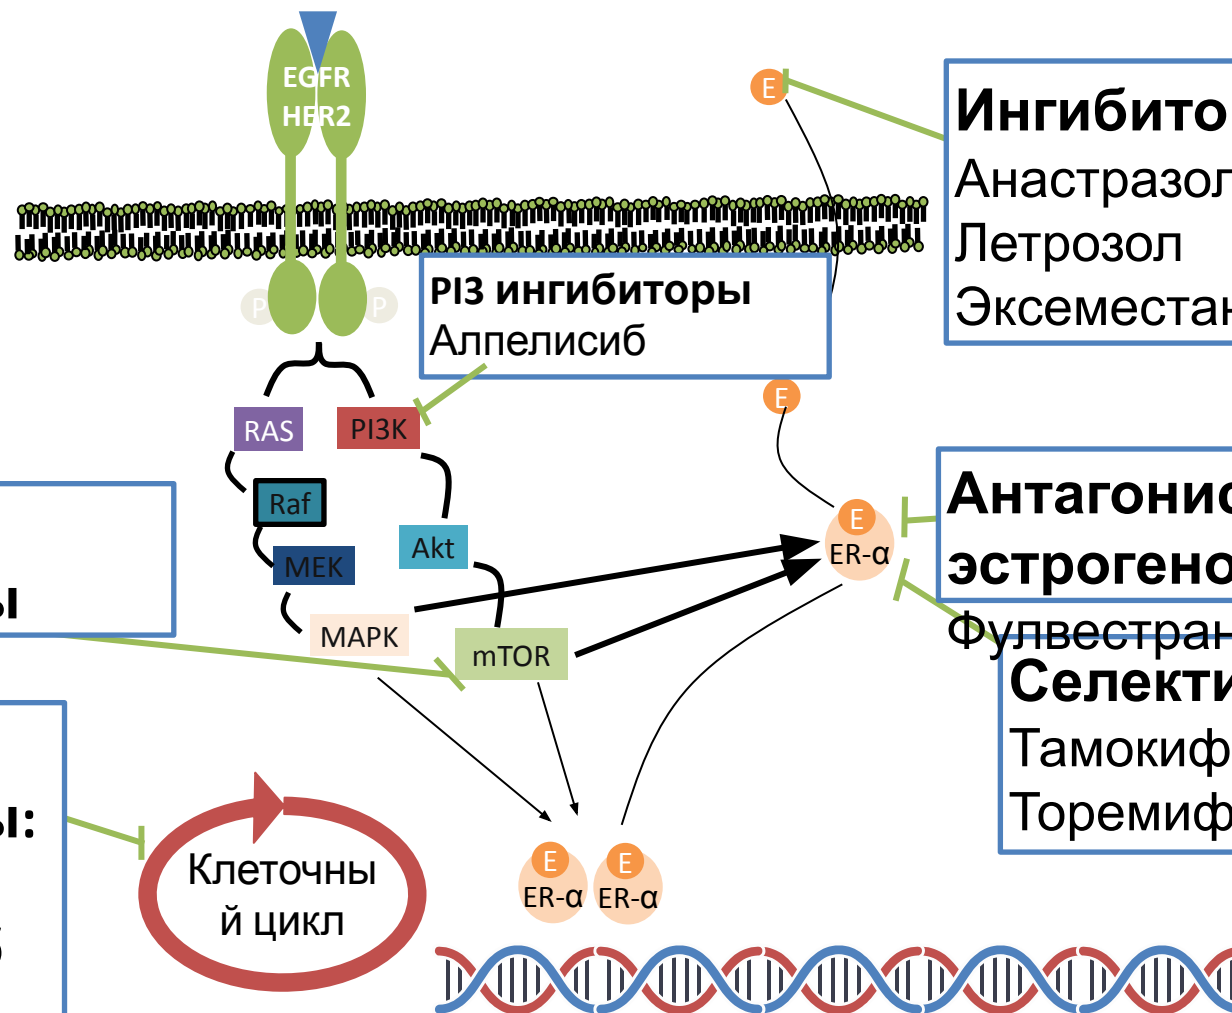 EGFR
HER2
E
Ингибито
Анастразол
Летрозол
Эксеместан
P
P
PI3 ингибиторы
Алпелисиб
E
RAS
PI3K
Raf
Akt
MEK
MAPK
mTOR
E
ER-α
Антагонис
эстрогено
Фулвестран
Селекти
Тамокиф
Торемиф
ы
ы:
б
Клеточны
й цикл
E
ER-α
E
ER-α